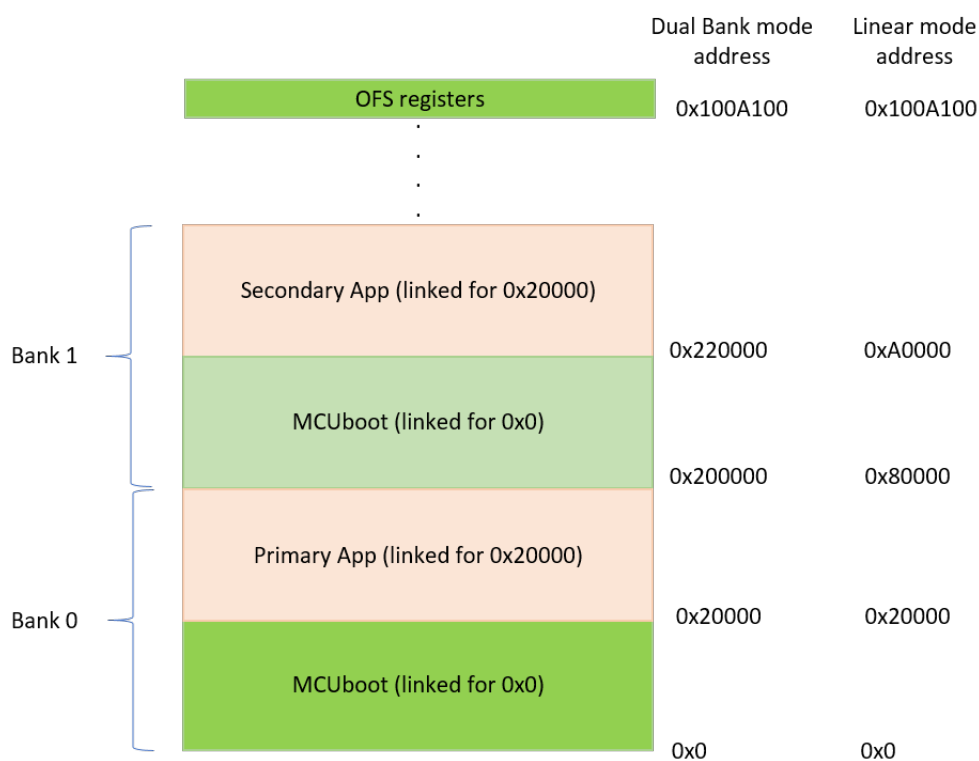 Dual Bank mode
address
Linear mode
address
OFS registers
0x100A100
0x100A100
Secondary App (linked for 0x20000)
Bank 1
0x220000
0xA0000
MCUboot (linked for 0x0)
0x200000
0x80000
Primary App (linked for 0x20000)
Bank 0
0x20000
0x20000
MCUboot (linked for 0x0)
0x0
0x0